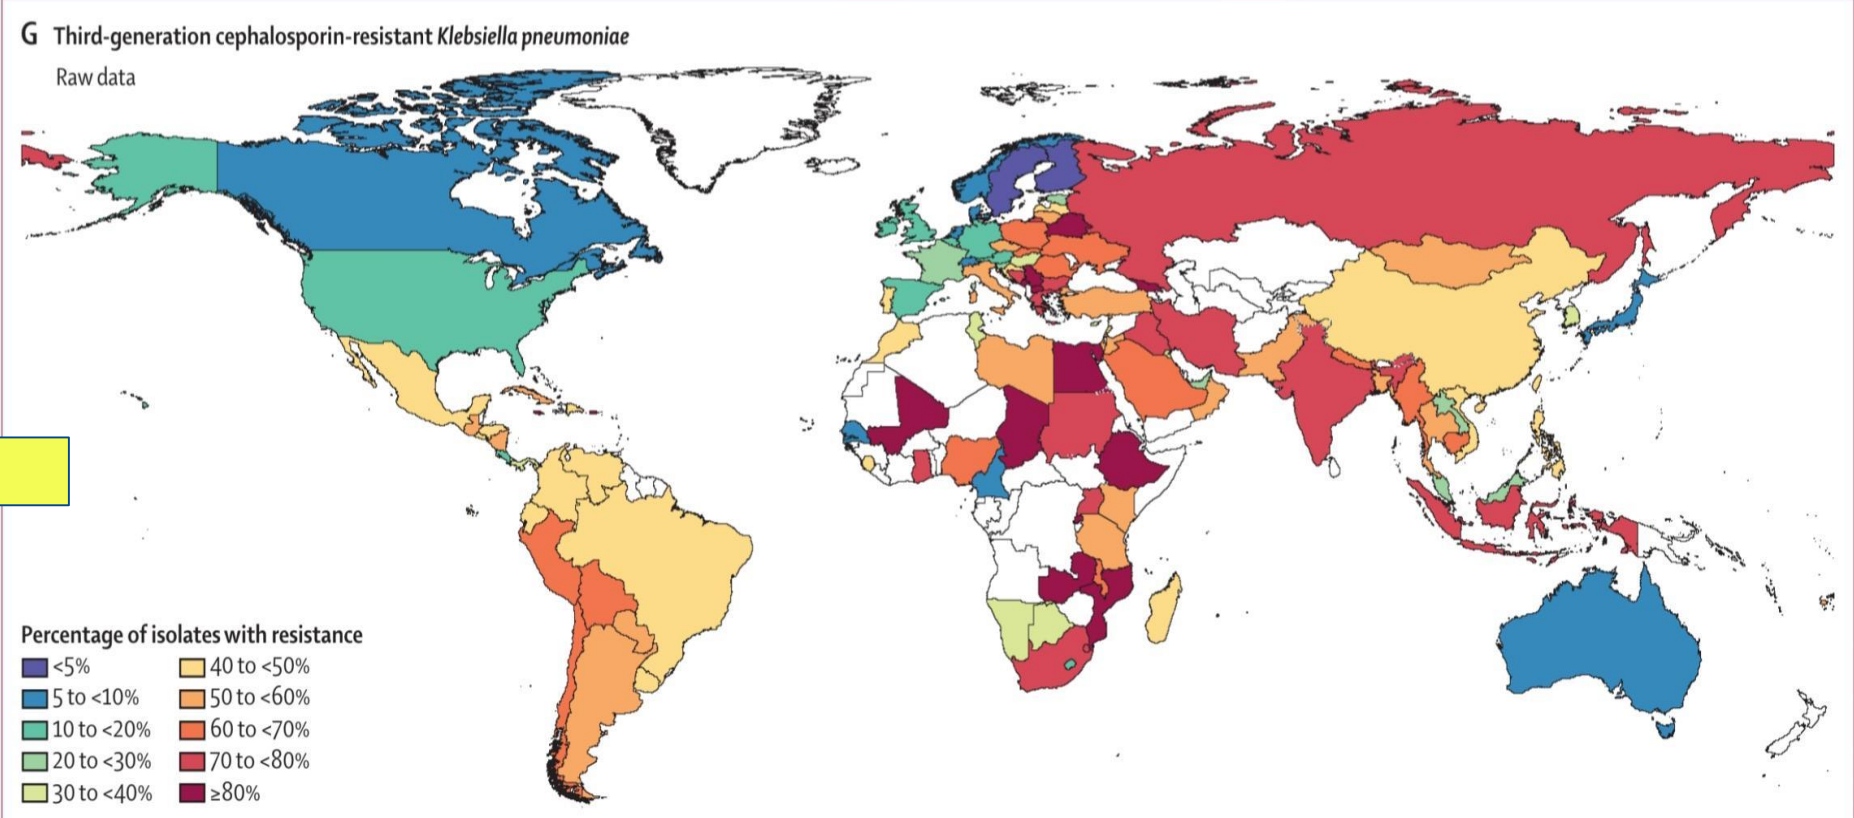 G Third-generation cephalosporin-resistant Klebsiella pneumoniae
Raw data
Percentage of isolates with resistance
<5%
5 to <10%
10 to <20%
20 to <30%
30 to <40%
40 to <50%
50 to <60%
60 to <70%
70 to <80%
≥80%